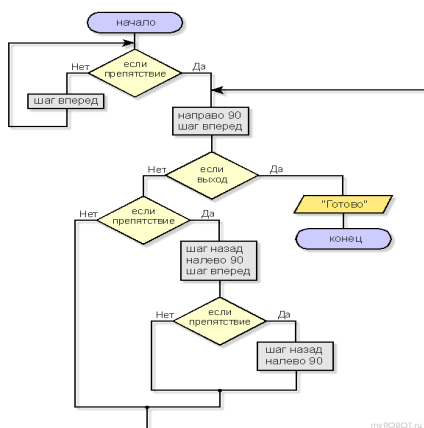 начало
если
препятствие
Нет
Да
шаг вперед
направо 90
шаг вперед
если
выход
Нет
Да
"Готово"
конец
если
препятствие
Нет
Да
шаг назад
налево 90
шаг вперед
если
препятствие
Нет
Да
шаг назад
налево 90
myРОБОТ.ru